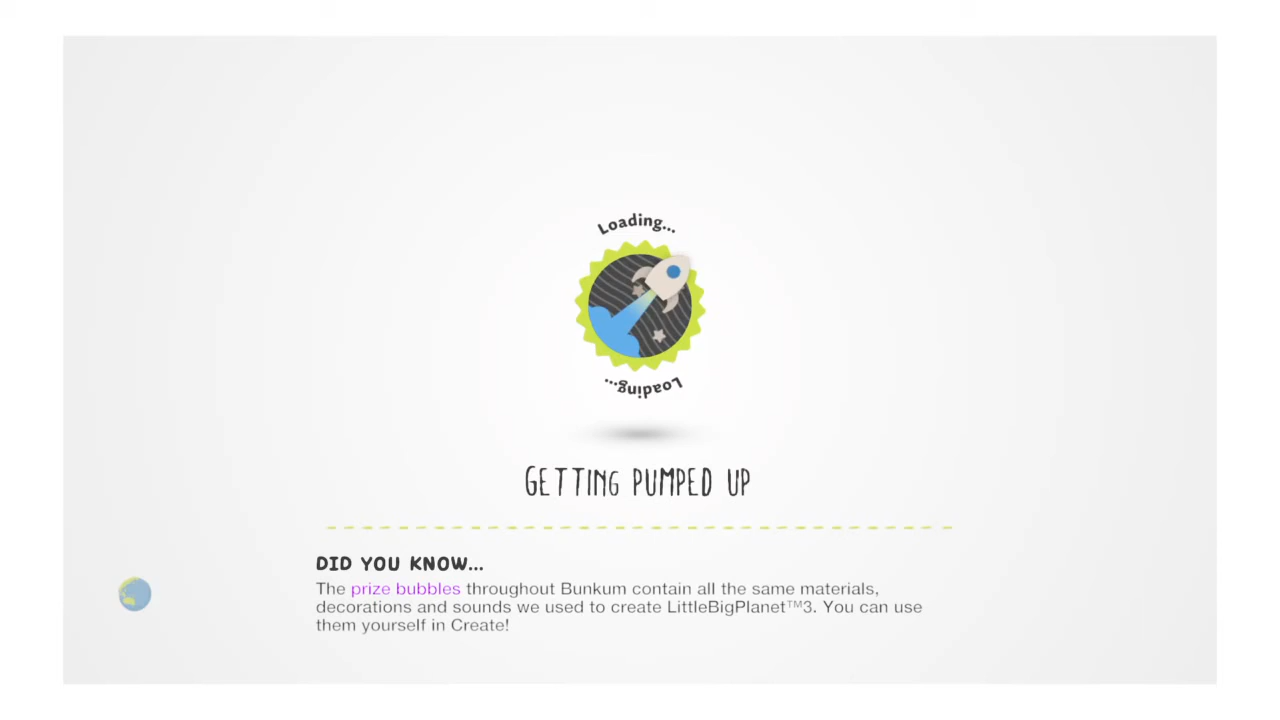 Loading...
Loading...
GETTING PUMPED UP
DID YOU KNOW...
The prize bubbles throughout Bunkum contain all the same materials,
decorations and sounds we used to create LittleBigPlanet™3. You can use
them yourself in Create!